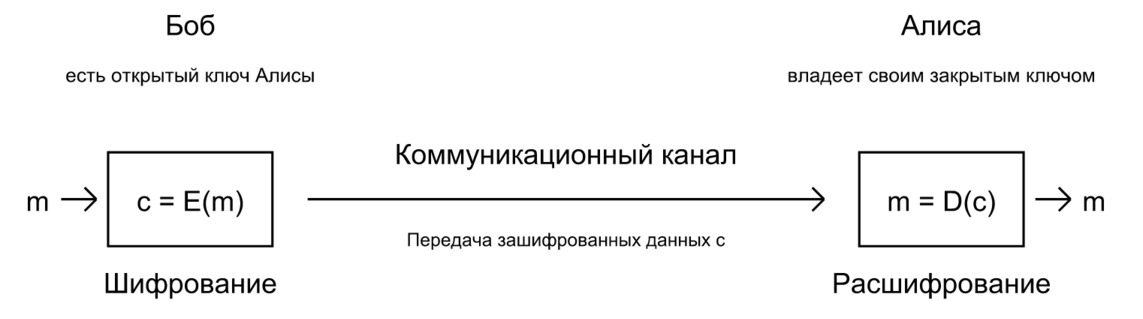 Боб
Алиса
есть открытый ключ Алисы
владеет своим закрытым ключом
Коммуникационный канал
m
c = E(m)
m = D(c)
m
Передача зашифрованных данных c
Шифрование
Расшифрование